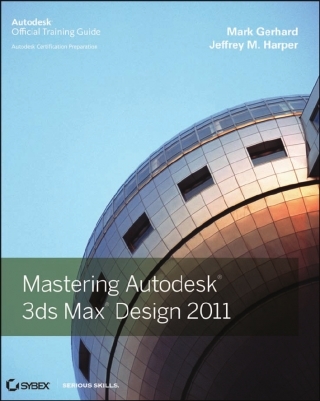 Autodesk®
Official Training Guide
Autodesk Certification Preparation
Mark Gerhard
Jeffrey M. Harper
Mastering Autodesk®
3ds Max Design 2011
SYBEX
SERIOUS SKILLS.